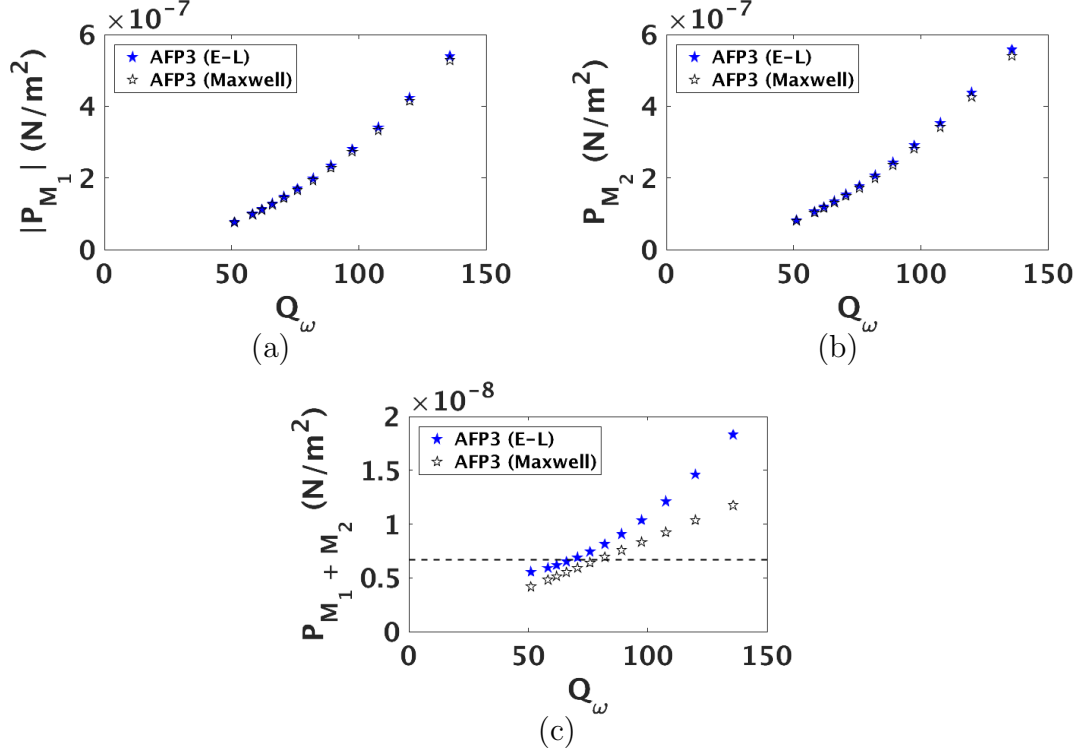 ×10⁻⁷
6
4
2
0
|P_M₁| (N/m²)
★ AFP3 (E-L)
☆ AFP3 (Maxwell)
0 50 100 150
Q_ω
(a)
×10⁻⁷
6
4
2
0
P_M₂ (N/m²)
★ AFP3 (E-L)
☆ AFP3 (Maxwell)
0 50 100 150
Q_ω
(b)
×10⁻⁸
2
1.5
1
0.5
0
P_M₁ + M₂ (N/m²)
★ AFP3 (E-L)
☆ AFP3 (Maxwell)
0 50 100 150
Q_ω
(c)